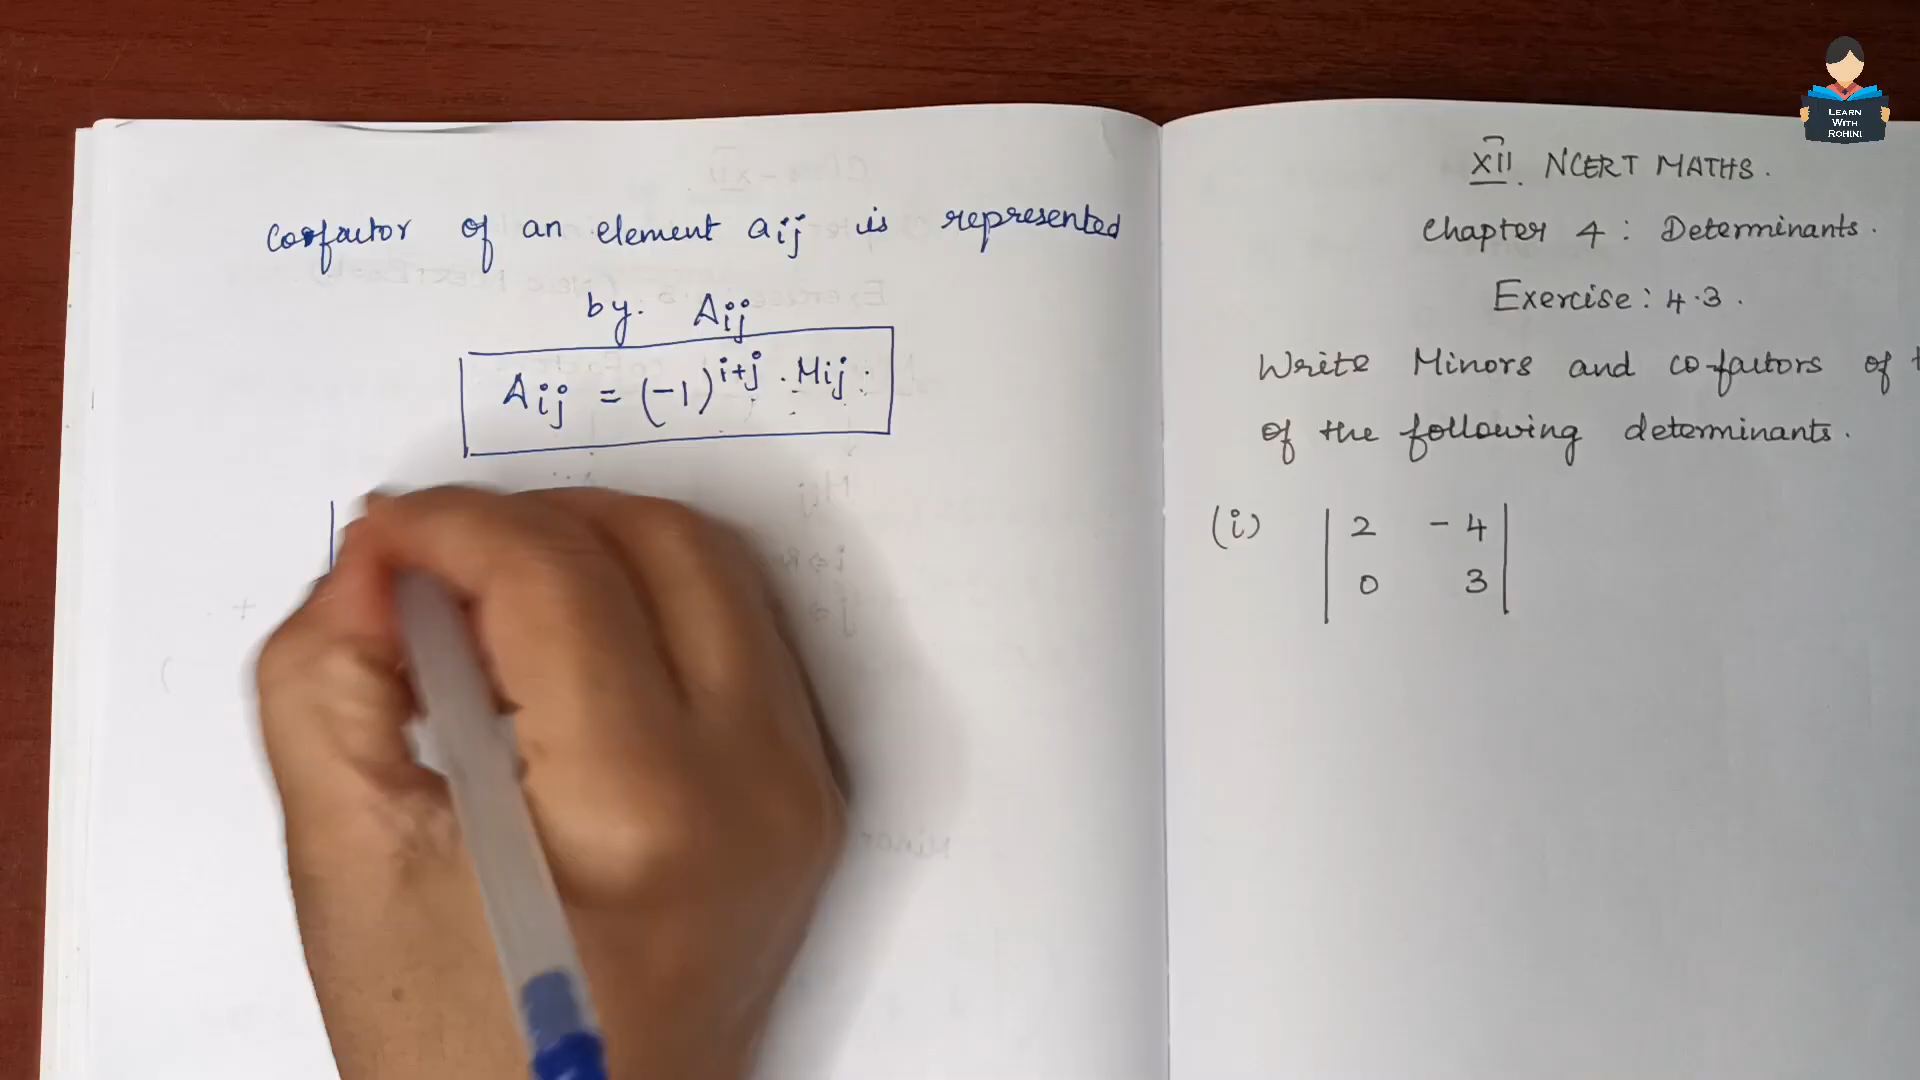 cofactor of an element aij is represented
by. Aij
Aij = (-1)^i+j . Mij.
XII. NCERT MATHS.
Chapter 4 : Determinants.
Exercise: 4.3.
Write Minors and co-factors of
of the following determinants.
(i) | 2 -4 |
| 0 3 |
LEARN
WITH
ROHINI